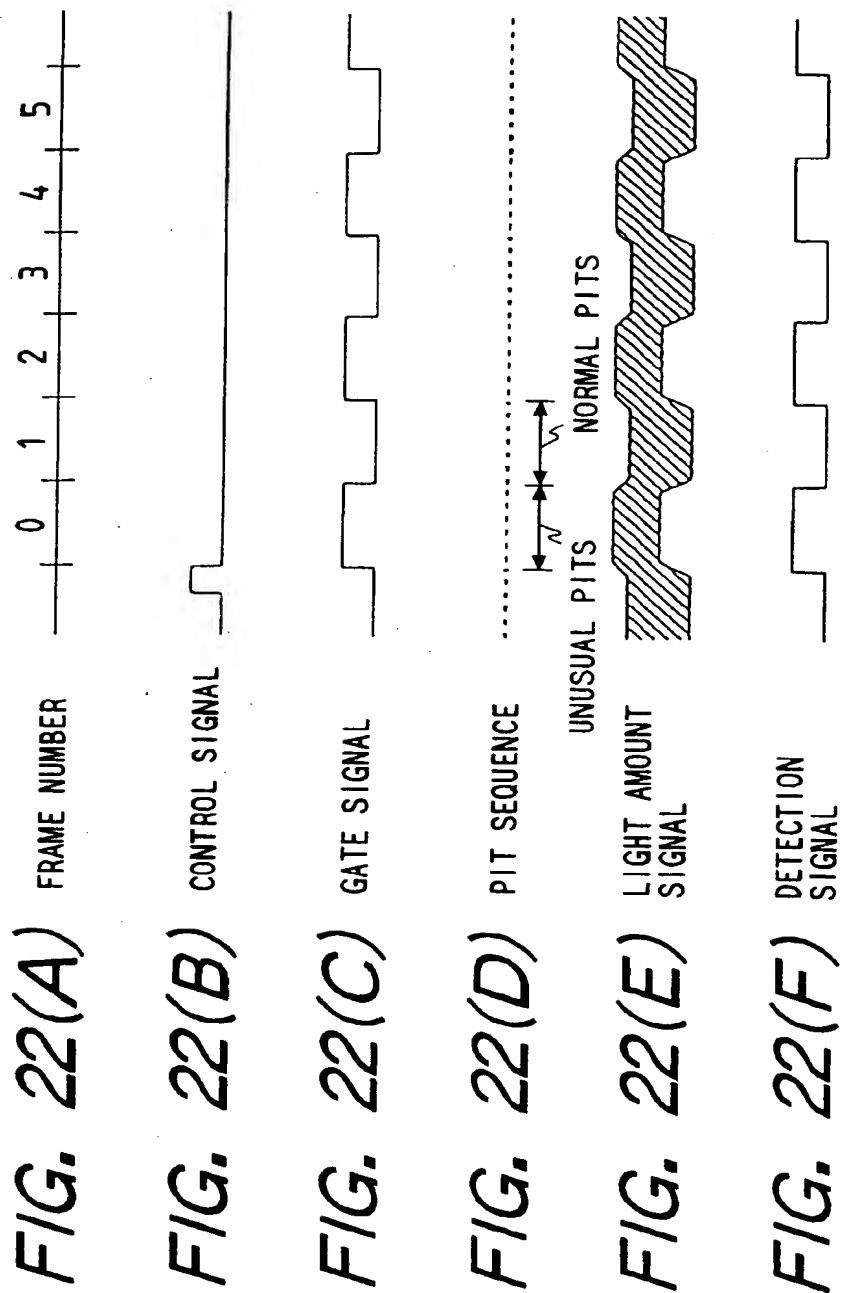 FIG. 22(A) FRAME NUMBER 0 1 2 3 4 5
FIG. 22(B) CONTROL SIGNAL
FIG. 22(C) GATE SIGNAL
FIG. 22(D) PIT SEQUENCE
UNUSUAL PITS NORMAL PITS
FIG. 22(E) LIGHT AMOUNT
SIGNAL
FIG. 22(F) DETECTION
SIGNAL